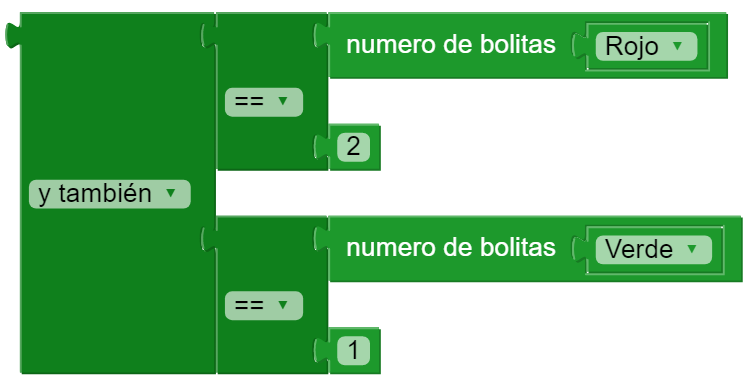 numero de bolitas Rojo
==
2
y también
numero de bolitas Verde
==
1